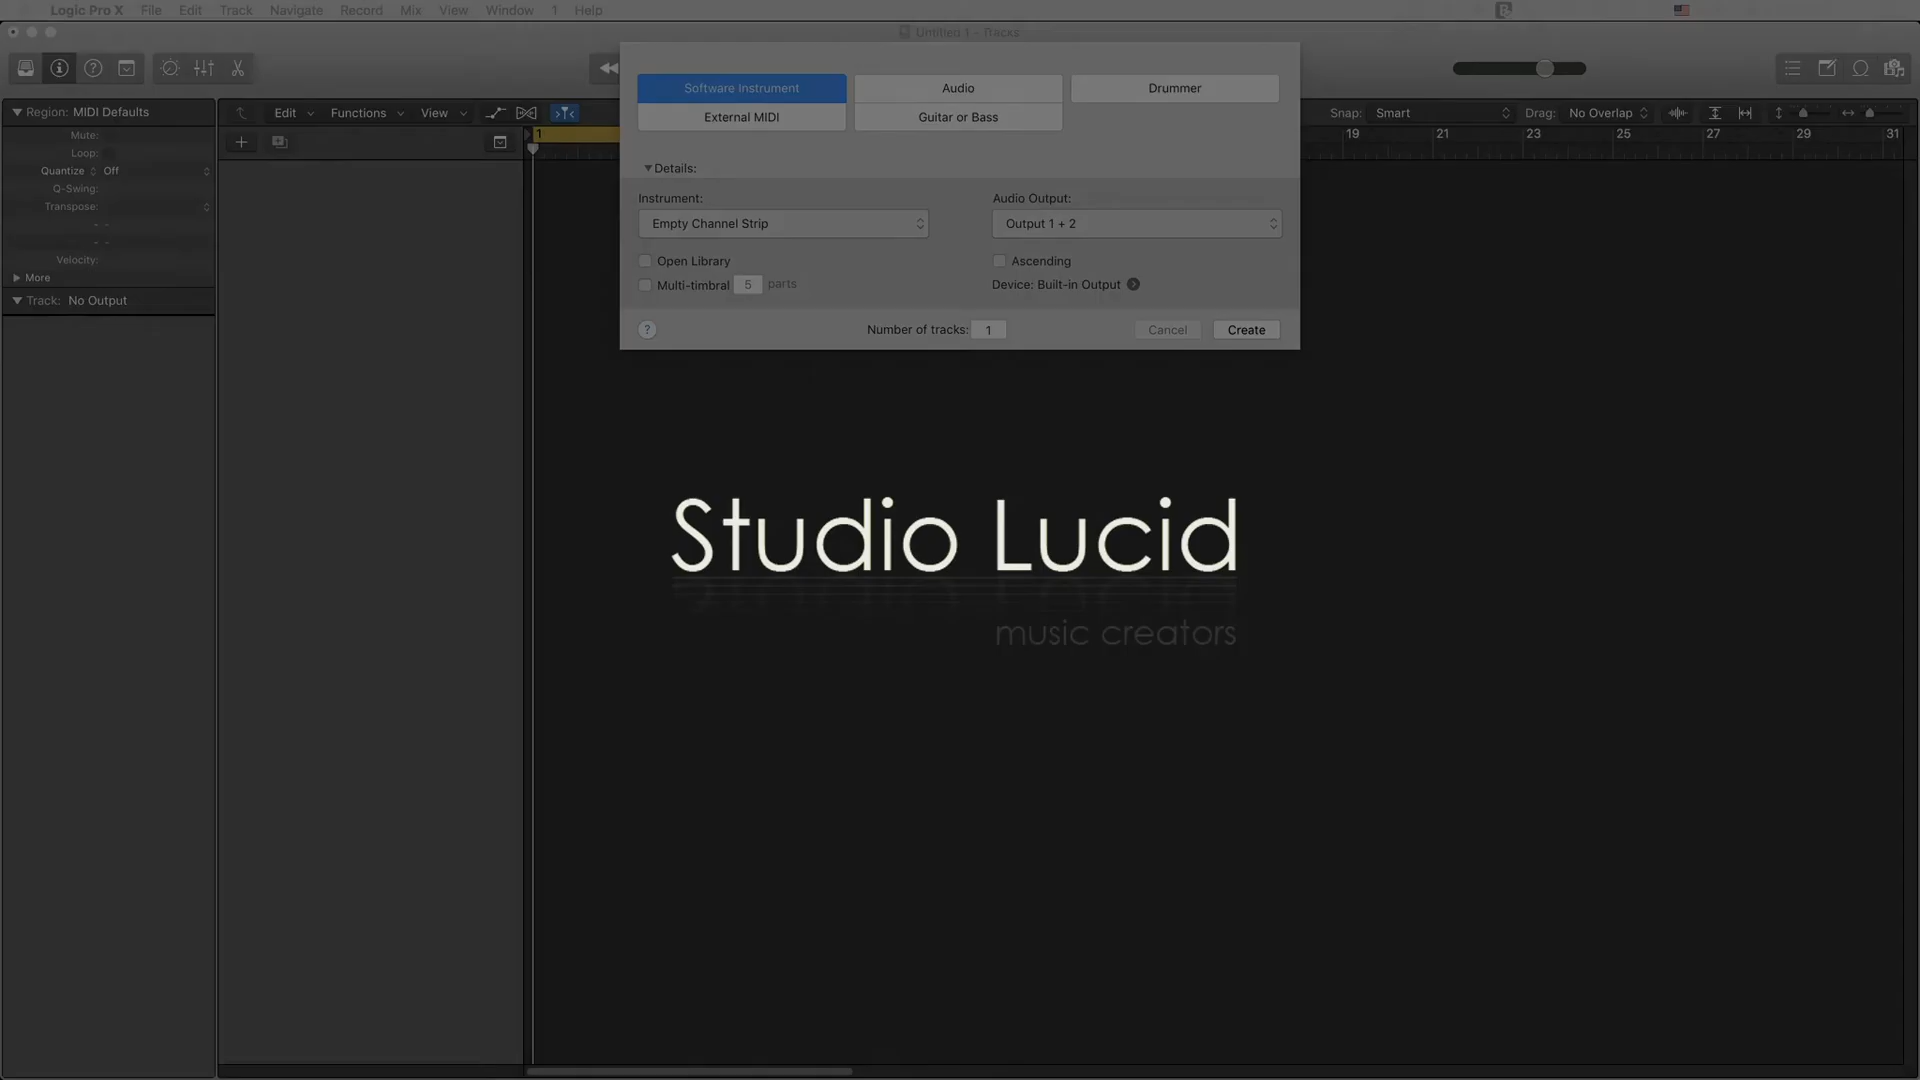 Logic Pro X File Edit Track Navigate Record Mix View Window 1 Help
Untitled 1 - Tracks
Software Instrument Audio Drummer
External MIDI Guitar or Bass
Region: MIDI Defaults
Edit Functions View
Snap: Smart Drag: No Overlap
Mute:
1 19 21 23 25 27 29 31
Loop:
Quantize Off
Q-Swing:
Transpose:
Velocity:
More
Track: No Output
Details:
Instrument: Audio Output:
Empty Channel Strip Output 1 + 2
Open Library Ascending
Multi-timbral 5 parts Device: Built-in Output
? Number of tracks: 1 Cancel Create
Studio Lucid
music creators